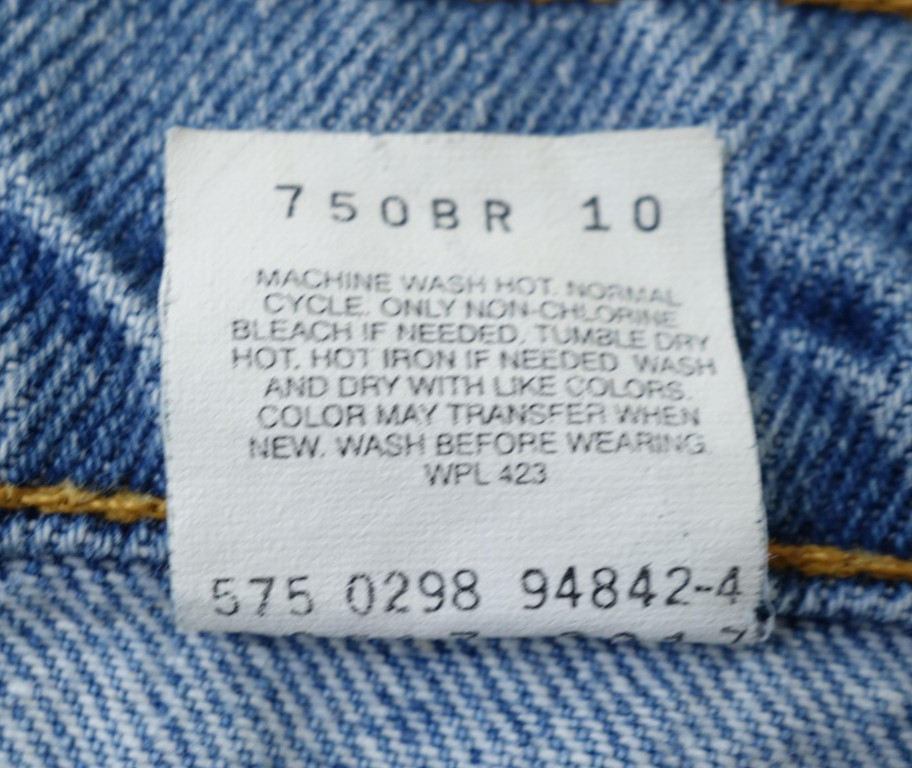 750BR 10
MACHINE WASH HOT. NORMAL
CYCLE. ONLY NON-CHLORINE
BLEACH IF NEEDED. TUMBLE DRY
HOT. HOT IRON IF NEEDED WASH
AND DRY WITH LIKE COLORS.
COLOR MAY TRANSFER WHEN
NEW. WASH BEFORE WEARING.
WPL 423
575 0298 94842-4